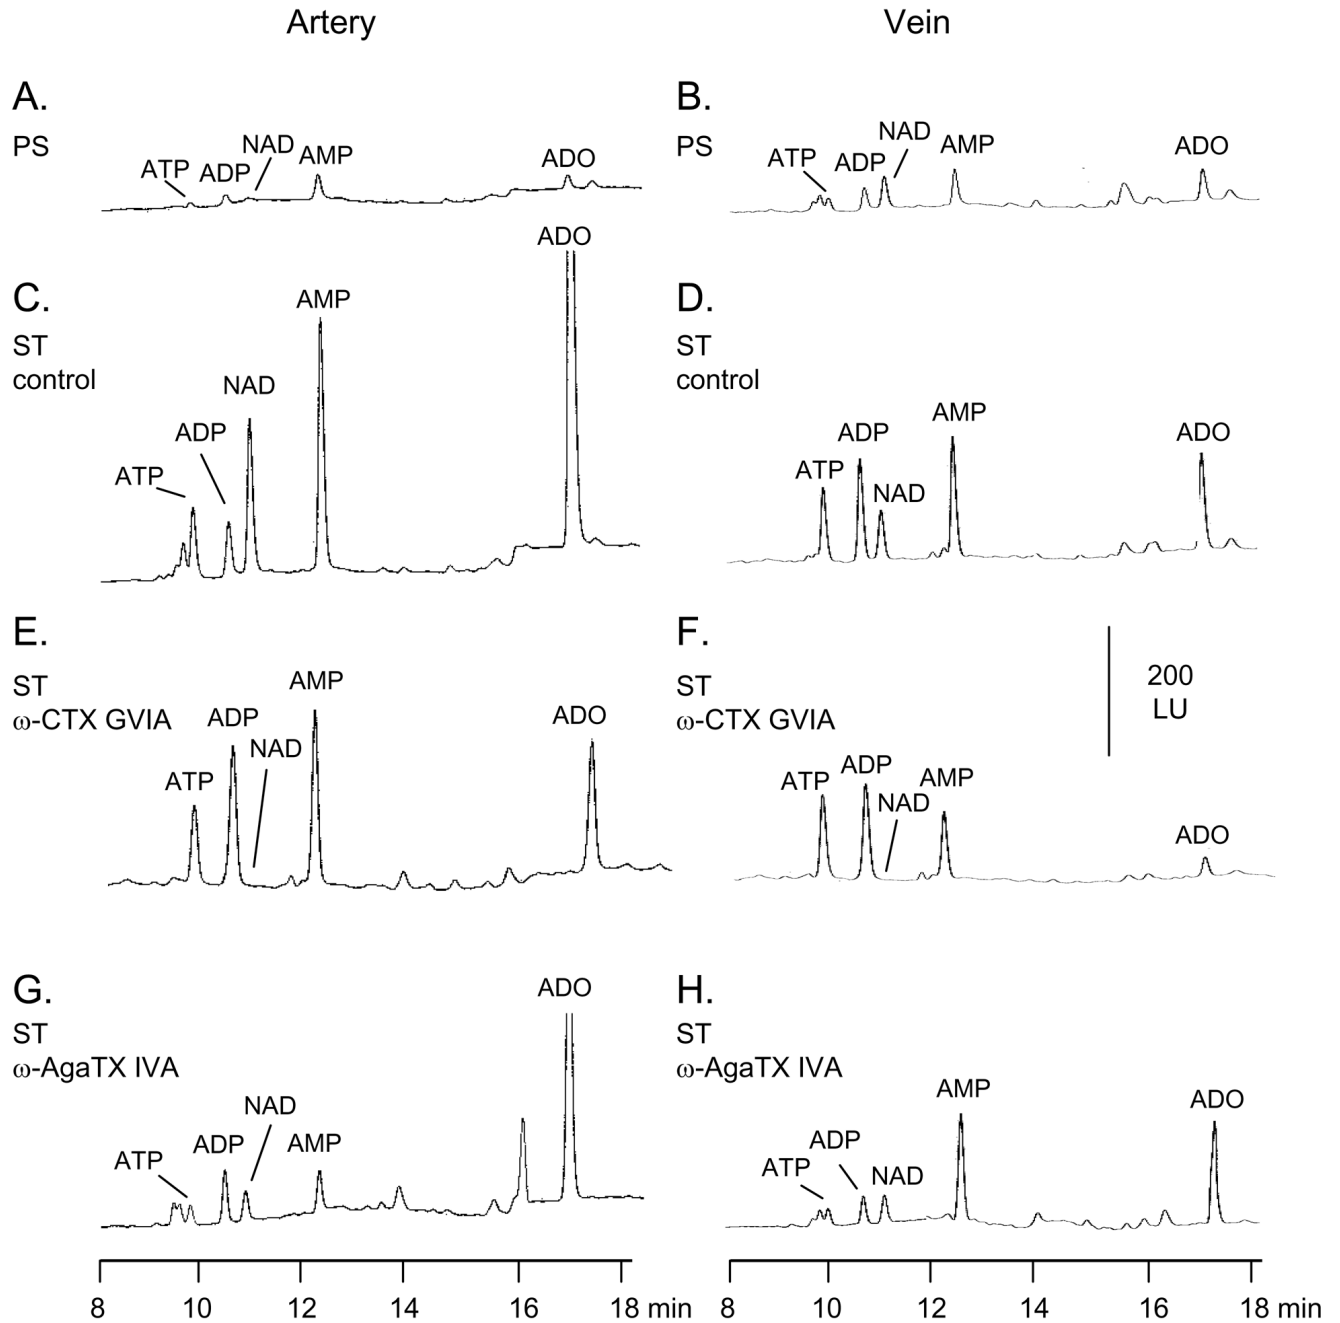 Artery
Vein
A.
PS
ATP
ADP
NAD
AMP
ADO
B.
PS
ATP
ADP
NAD
AMP
ADO
C.
ST
control
ATP
ADP
NAD
AMP
ADO
D.
ST
control
ATP
ADP
NAD
AMP
ADO
E.
ST
ω-CTX GVIA
ATP
ADP
NAD
AMP
ADO
F.
ST
ω-CTX GVIA
ATP
ADP
NAD
AMP
ADO
200
LU
G.
ST
ω-AgaTX IVA
ATP
ADP
NAD
AMP
ADO
H.
ST
ω-AgaTX IVA
ATP
ADP
NAD
AMP
ADO
8 10 12 14 16 18 min
8 10 12 14 16 18 min